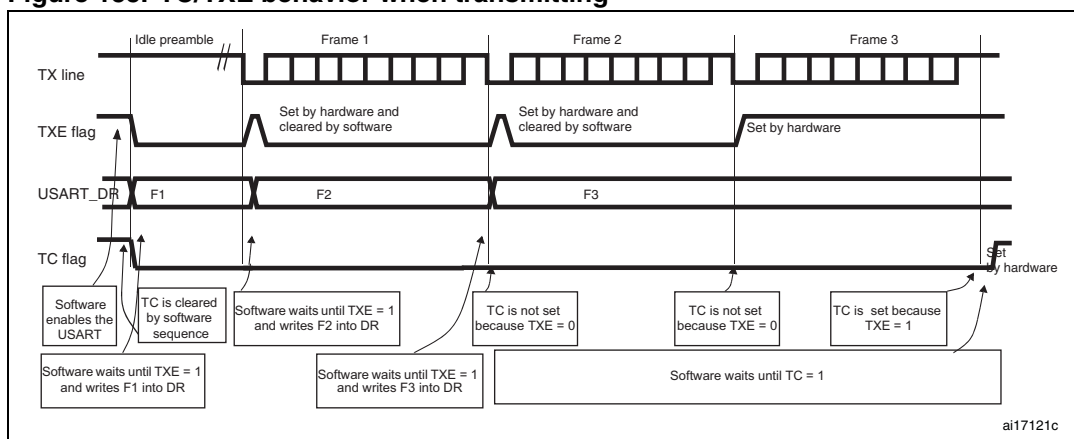 TC/TXE behavior when transmitting
Idle preamble
Frame 1
Frame 2
Frame 3
TX line
TXE flag
Set by hardware and
cleared by software
Set by hardware and
cleared by software
Set by hardware
USART_DR
F1
F2
F3
TC flag
Set
by hardware
Software
enables the
USART
TC is cleared
by software
sequence
Software waits until TXE = 1
and writes F2 into DR
TC is not set
because TXE = 0
TC is not set
because TXE = 0
TC is set because
TXE = 1
Software waits until TXE = 1
and writes F1 into DR
Software waits until TXE = 1
and writes F3 into DR
Software waits until TC = 1
ai17121c